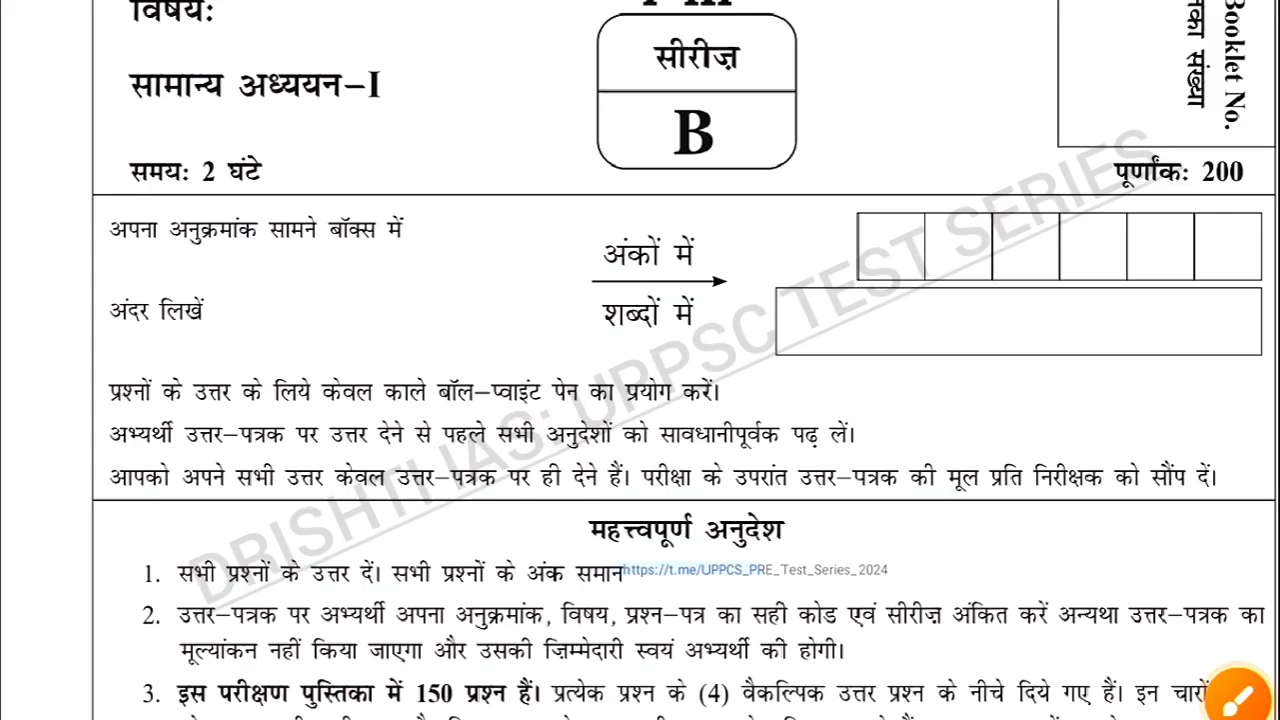 विषय:
सीरीज़
सामान्य अध्ययन–I
B
Booklet No.
संख्या
समय: 2 घंटे
पूर्णांक: 200
अपना अनुक्रमांक सामने बॉक्स में
अंकों में
अंदर लिखें
शब्दों में
प्रश्नों के उत्तर के लिये केवल काले बॉल–प्वाइंट पेन का प्रयोग करें।
अभ्यर्थी उत्तर–पत्रक पर उत्तर देने से पहले सभी अनुदेशों को सावधानीपूर्वक पढ़ लें।
आपको अपने सभी उत्तर केवल उत्तर–पत्रक पर ही देने हैं। परीक्षा के उपरांत उत्तर–पत्रक की मूल प्रति निरीक्षक को सौंप दें।
DRISHTI IAS: UPPSC TEST SERIES
महत्त्वपूर्ण अनुदेश
1. सभी प्रश्नों के उत्तर दें। सभी प्रश्नों के अंक समान https://t.me/UPPCS_PRE_Test_Series_2024
2. उत्तर–पत्रक पर अभ्यर्थी अपना अनुक्रमांक, विषय, प्रश्न–पत्र का सही कोड एवं सीरीज़ अंकित करें अन्यथा उत्तर–पत्रक का
मूल्यांकन नहीं किया जाएगा और उसकी ज़िम्मेदारी स्वयं अभ्यर्थी की होगी।
3. इस परीक्षण पुस्तिका में 150 प्रश्न हैं। प्रत्येक प्रश्न के (4) वैकल्पिक उत्तर प्रश्न के नीचे दिये गए हैं। इन चारों